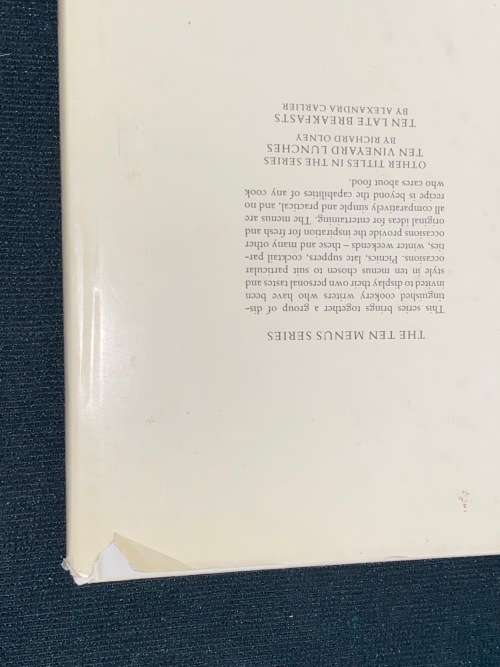 THE TEN MENUS SERIES
This series brings together a group of dis-
tinguished cookery writers who have been
invited to display their own personal tastes and
style in ten menus chosen to suit particular
occasions. Picnics, late suppers, cocktail par-
ties, winter weekends – these and many other
occasions provide the inspiration for fresh and
original ideas for entertaining. The menus are
all comparatively simple and practical, and no
recipe is beyond the capabilities of any cook
who cares about food.
OTHER TITLES IN THE SERIES
TEN VINEYARD LUNCHES
BY RICHARD OLNEY
TEN LATE BREAKFASTS
BY ALEXANDRA CARLIER